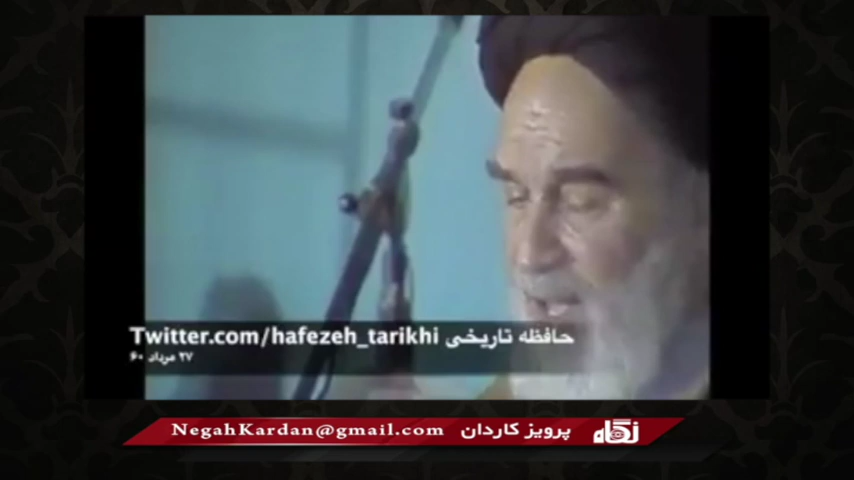 حافظه تاریخی Twitter.com/hafezeh_tarikhi
۲۷ مرداد ۶۰
نگاه پرویز کاردان NegahKardan@gmail.com